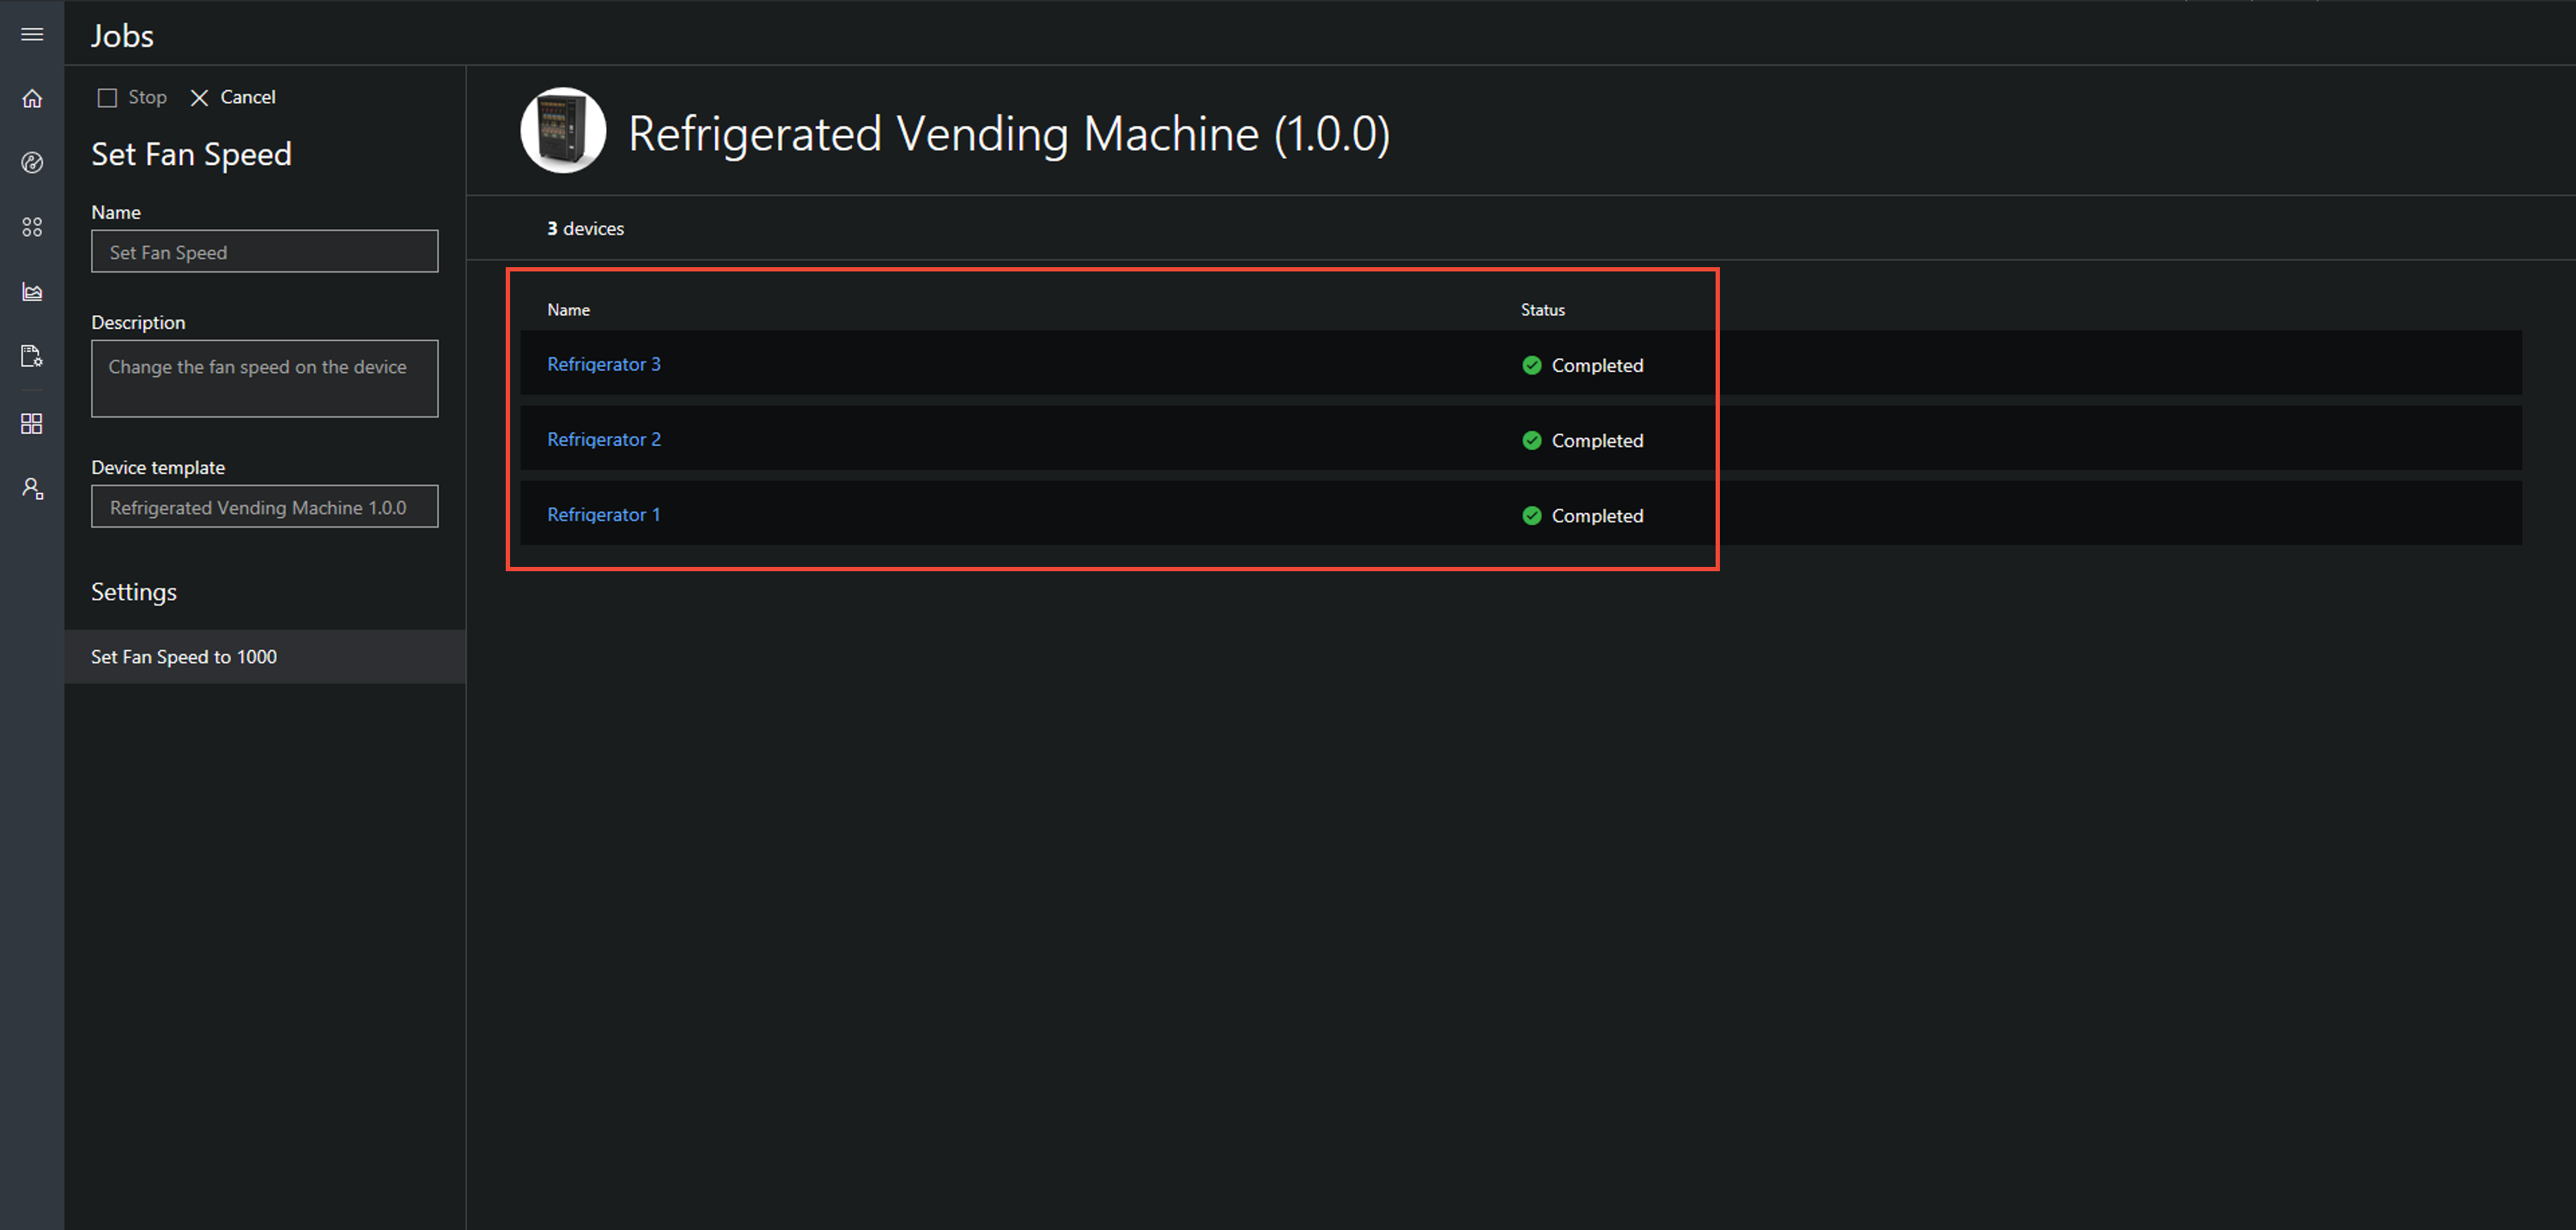 Jobs
Stop Cancel
Set Fan Speed
Name
Set Fan Speed
Description
Change the fan speed on the device
Device template
Refrigerated Vending Machine 1.0.0
Settings
Set Fan Speed to 1000
Refrigerated Vending Machine (1.0.0)
3 devices
Name Status
Refrigerator 3 Completed
Refrigerator 2 Completed
Refrigerator 1 Completed